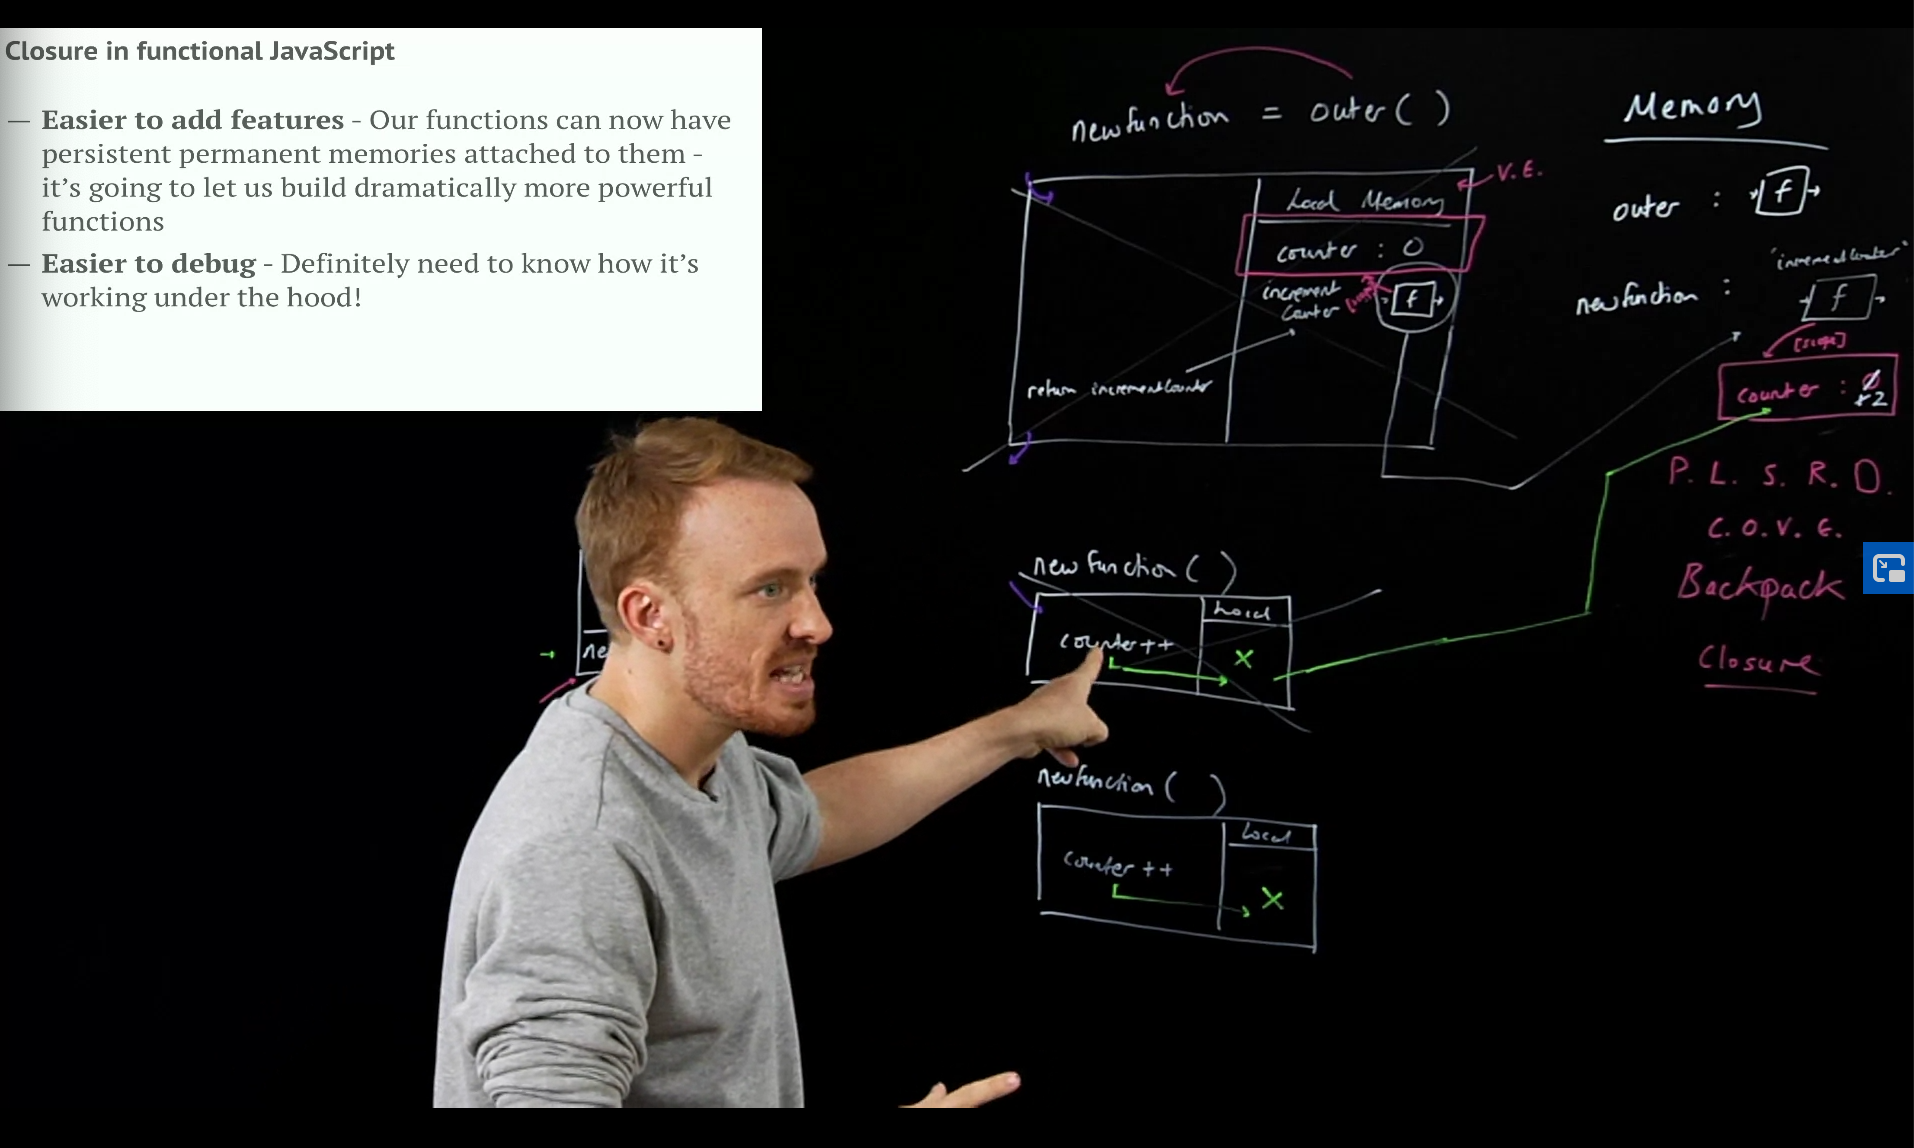 Closure in functional JavaScript
— Easier to add features - Our functions can now have
persistent permanent memories attached to them -
it's going to let us build dramatically more powerful
functions
— Easier to debug - Definitely need to know how it's
working under the hood!
newfunction = outer( )
V.E.
Local Memory
counter : 0
increment
Counter
f
return incrementCounter
Memory
outer : f
"incrementCounter"
newfunction : f
[scope]
counter : 0 2
P. L. S. R. D.
C. O. V. E.
Backpack
Closure
newfunction( )
Local
counter++
X
ne
newfunction( )
Local
counter++
X